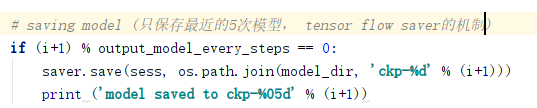 # saving model (只保存最近的5次模型， tensor flow saver的机制)
if (i+1) % output_model_every_steps == 0:
saver.save(sess, os.path.join(model_dir, 'ckp-%d' % (i+1)))
print ('model saved to ckp-%05d' % (i+1))